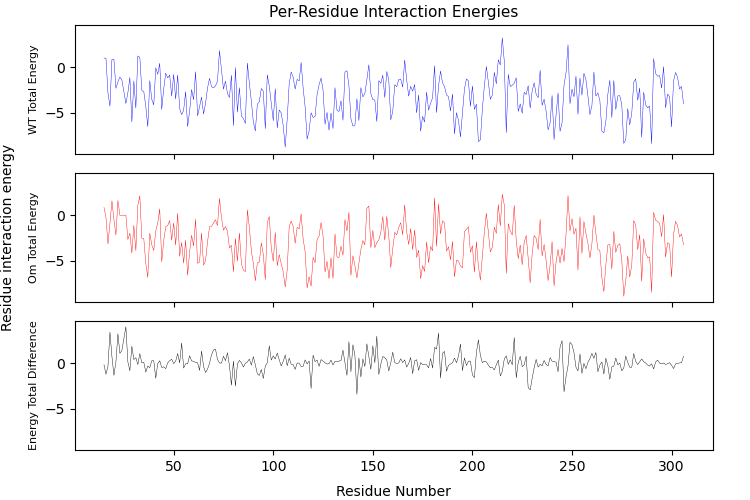 Per-Residue Interaction Energies
Residue interaction energy
WT Total Energy
0
−5
Om Total Energy
0
−5
Energy Total Difference
0
−5
50 100 150 200 250 300
Residue Number